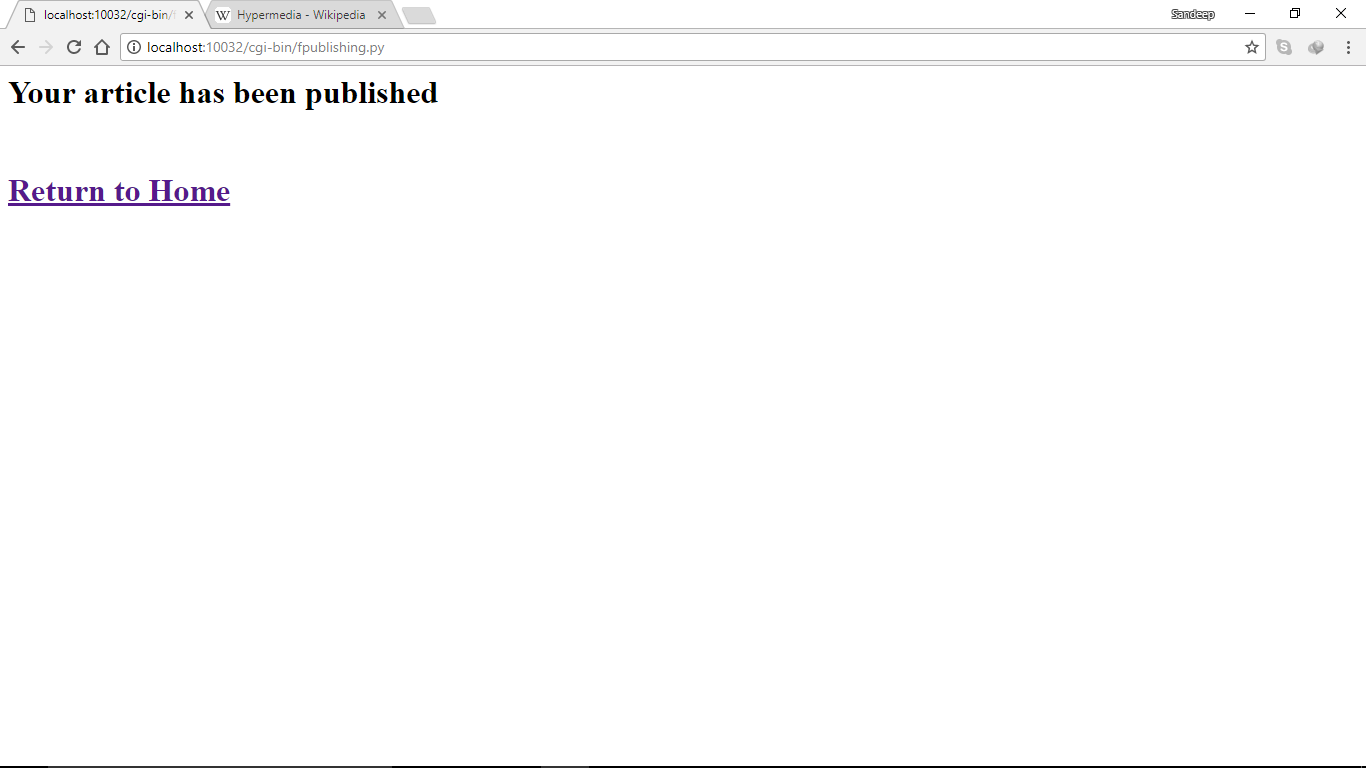 localhost:10032/cgi-bin/f
Hypermedia - Wikipedia
Sandeep
localhost:10032/cgi-bin/fpublishing.py
Your article has been published
Return to Home